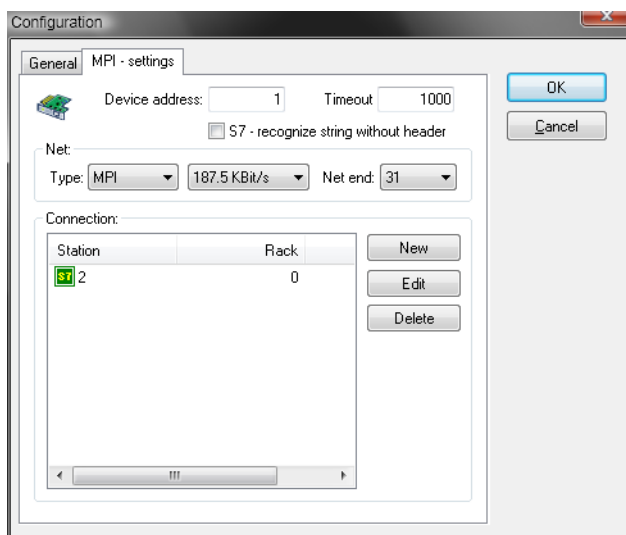 Configuration
General MPI - settings
Device address: 1 Timeout 1000
S7 - recognize string without header
Net:
Type: MPI 187.5 KBit/s Net end: 31
Connection:
Station Rack
S7 2 0
New
Edit
Delete
OK
Cancel